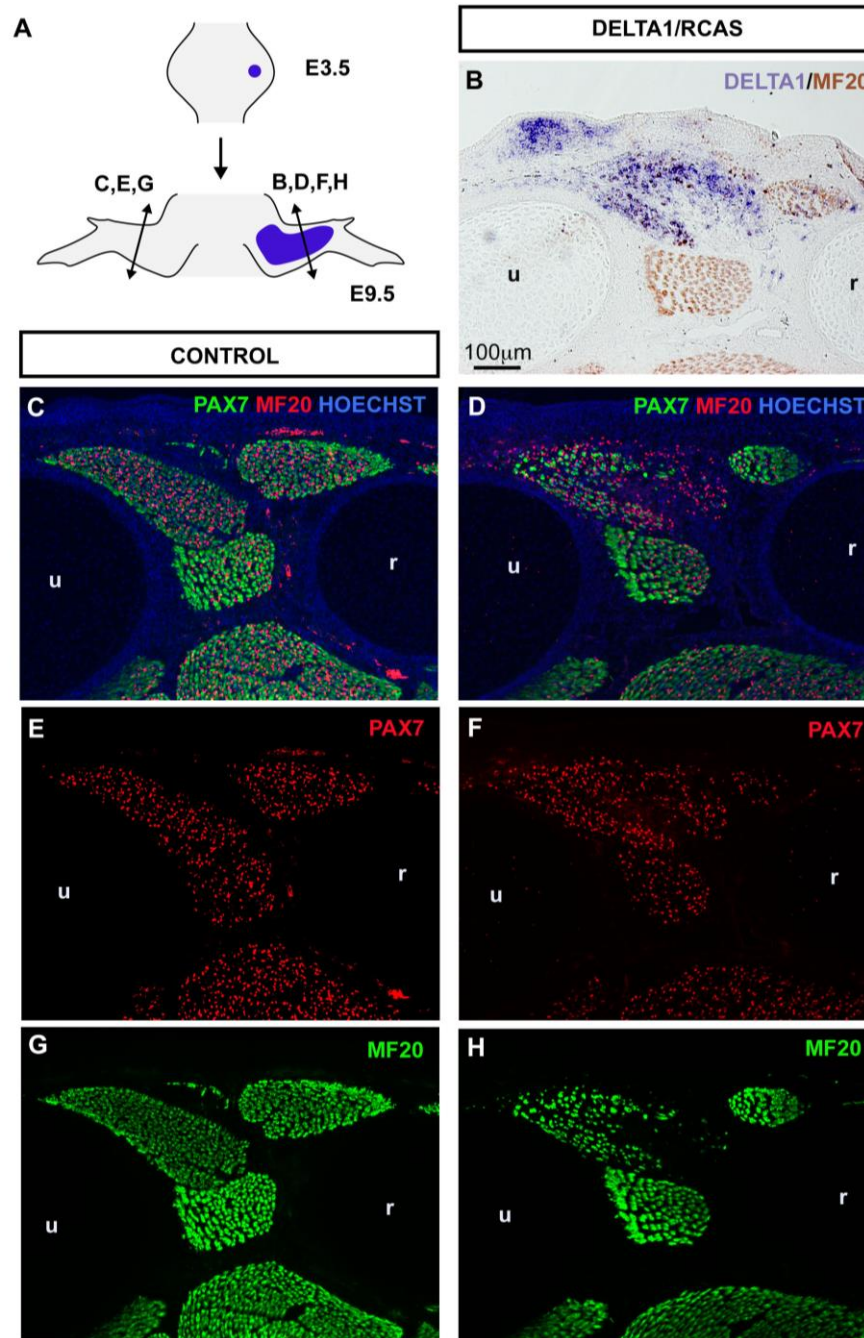 A
E3.5
C,E,G
B,D,F,H
E9.5
DELTA1/RCAS
B
DELTA1/MF20
u
r
100μm
CONTROL
C
PAX7 MF20 HOECHST
u
r
D
PAX7 MF20 HOECHST
u
r
E
PAX7
u
r
F
PAX7
u
r
G
MF20
u
r
H
MF20
u
r